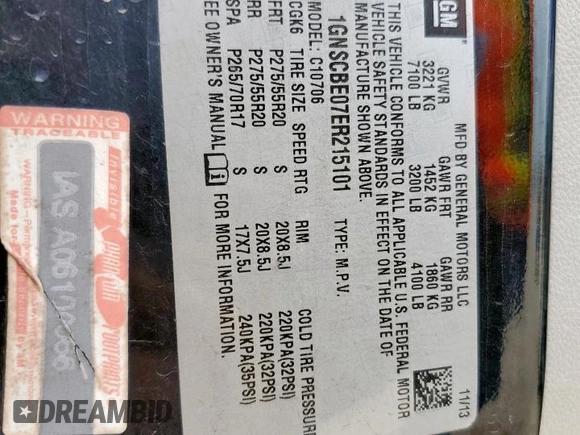 GM
MFD BY GENERAL MOTORS LLC
11/13
GVWR GAWR FRT GAWR RR
3221 KG 1452 KG 1860 KG
7100 LB 3200 LB 4100 LB
THIS VEHICLE CONFORMS TO ALL APPLICABLE U.S. FEDERAL MOTOR
VEHICLE SAFETY STANDARDS IN EFFECT ON THE DATE OF
MANUFACTURE SHOWN ABOVE.
1GNSCBE07ER215101 TYPE: M.P.V.
MODEL: C10706
CGK6 TIRE SIZE SPEED RTG RIM COLD TIRE PRESSURE
FRT P275/55R20 S 20X8.5J 220KPA(32PSI)
RR P275/55R20 S 20X8.5J 220KPA(32PSI)
SPA P265/70R17 S 17X7.5J 240KPA(35PSI)
SEE OWNER'S MANUAL FOR MORE INFORMATION.
WARNING
TRACEABLE
Invisible
FOOTPRINTS
IAS
DREAMBID